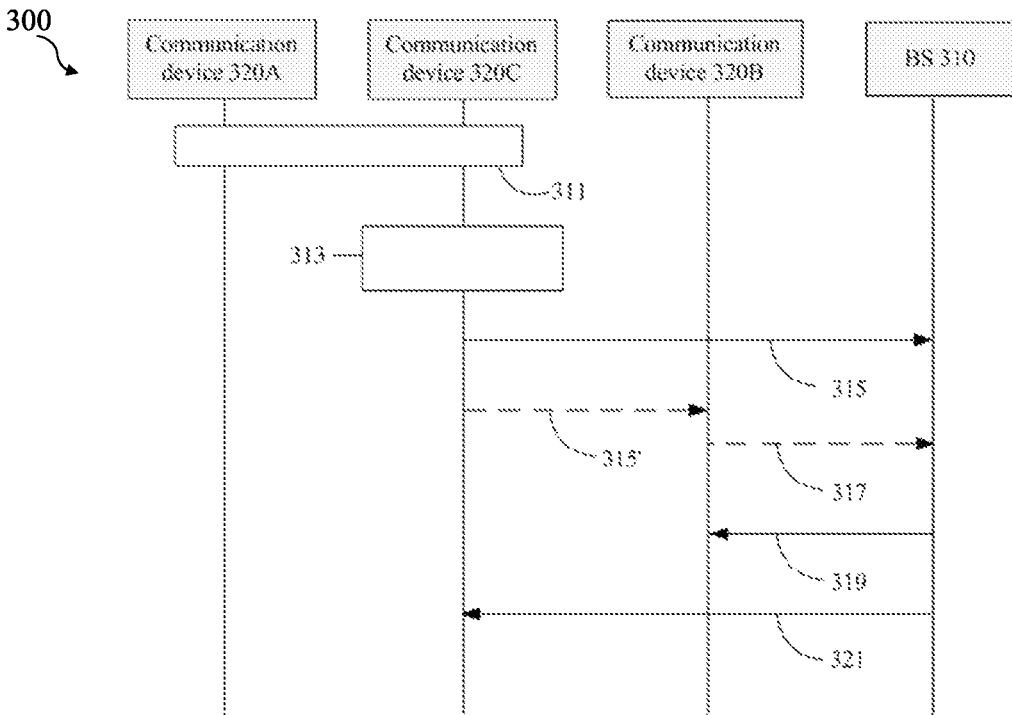 300
Communication
device 320A
Communication
device 320C
Communication
device 320B
BS 310
311
313
315
315'
317
319
321